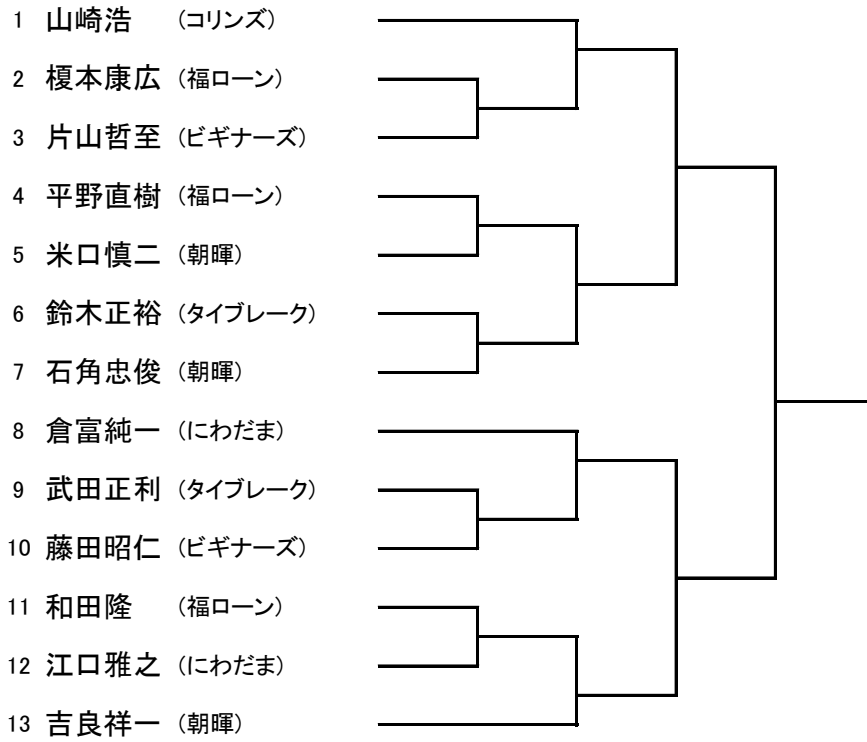 1 山崎浩 (コリンズ)
2 榎本康広 (福ローン)
3 片山哲至 (ビギナーズ)
4 平野直樹 (福ローン)
5 米口慎二 (朝暉)
6 鈴木正裕 (タイブレーク)
7 石角忠俊 (朝暉)
8 倉富純一 (にわだま)
9 武田正利 (タイブレーク)
10 藤田昭仁 (ビギナーズ)
11 和田隆 (福ローン)
12 江口雅之 (にわだま)
13 吉良祥一 (朝暉)